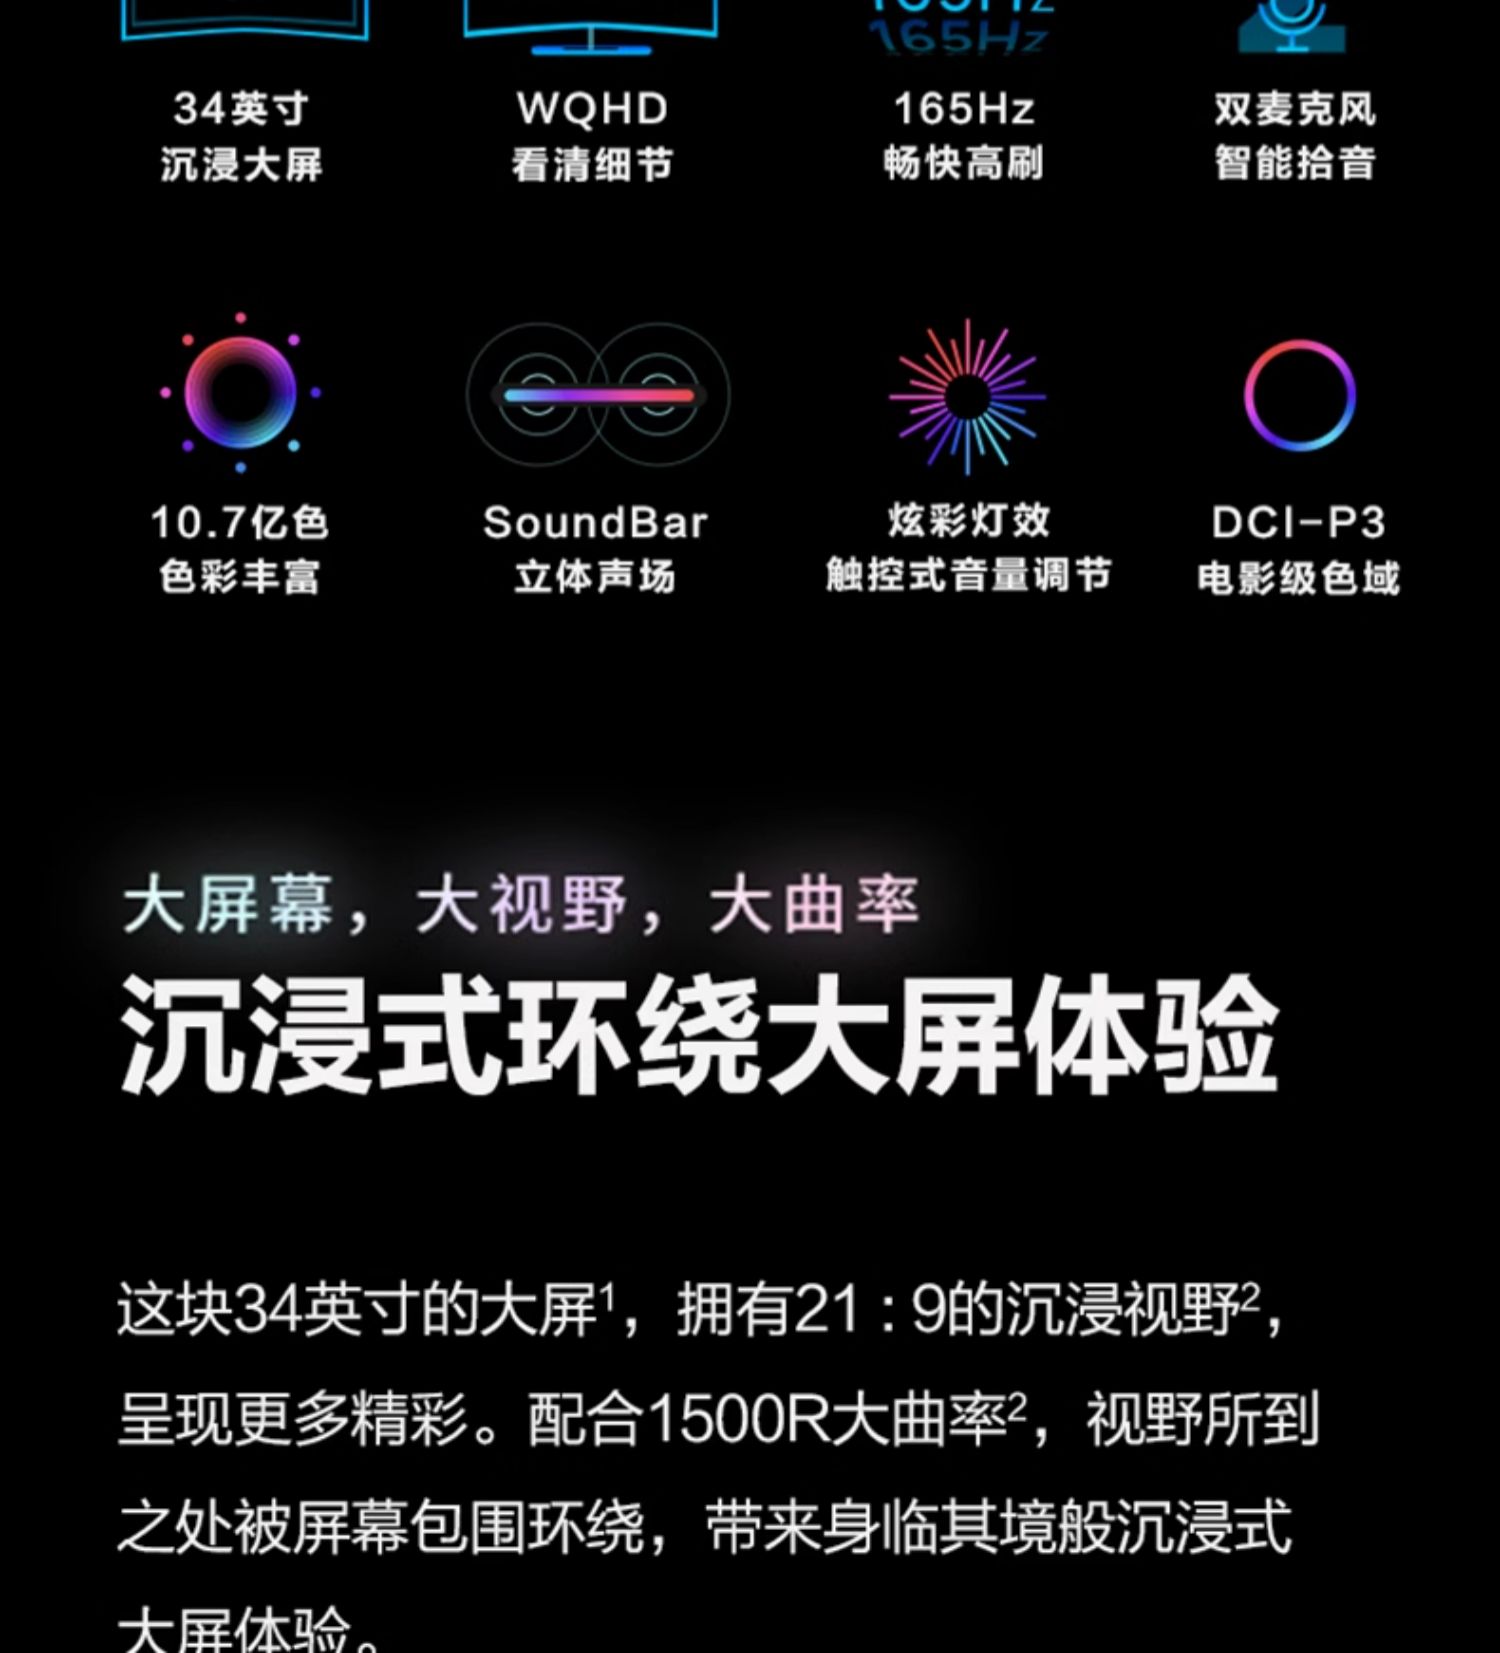 165Hz
165Hz
34英寸 WQHD 165Hz 双麦克风
沉浸大屏 看清细节 畅快高刷 智能拾音
10.7亿色 SoundBar 炫彩灯效 DCI-P3
色彩丰富 立体声场 触控式音量调节 电影级色域
大屏幕，大视野，大曲率
沉浸式环绕大屏体验
这块34英寸的大屏¹，拥有21：9的沉浸视野²，
呈现更多精彩。配合1500R大曲率²，视野所到
之处被屏幕包围环绕，带来身临其境般沉浸式
大屏体验。